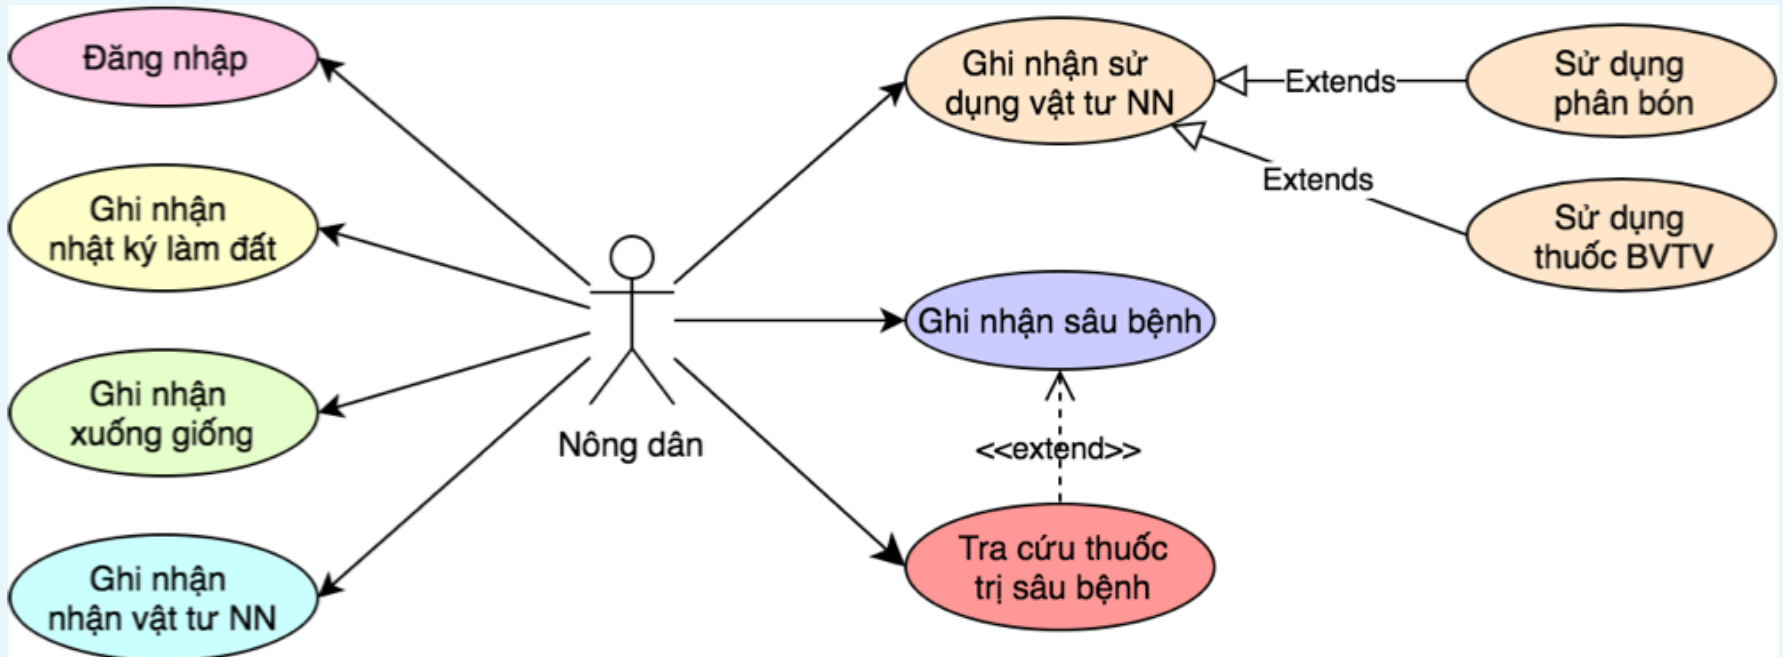 Đăng nhập
Ghi nhận
nhật ký làm đất
Ghi nhận
xuống giống
Ghi nhận
nhận vật tư NN
Nông dân
Ghi nhận sử
dụng vật tư NN
Extends
Sử dụng
phân bón
Extends
Sử dụng
thuốc BVTV
Ghi nhận sâu bệnh
<<extend>>
Tra cứu thuốc
trị sâu bệnh